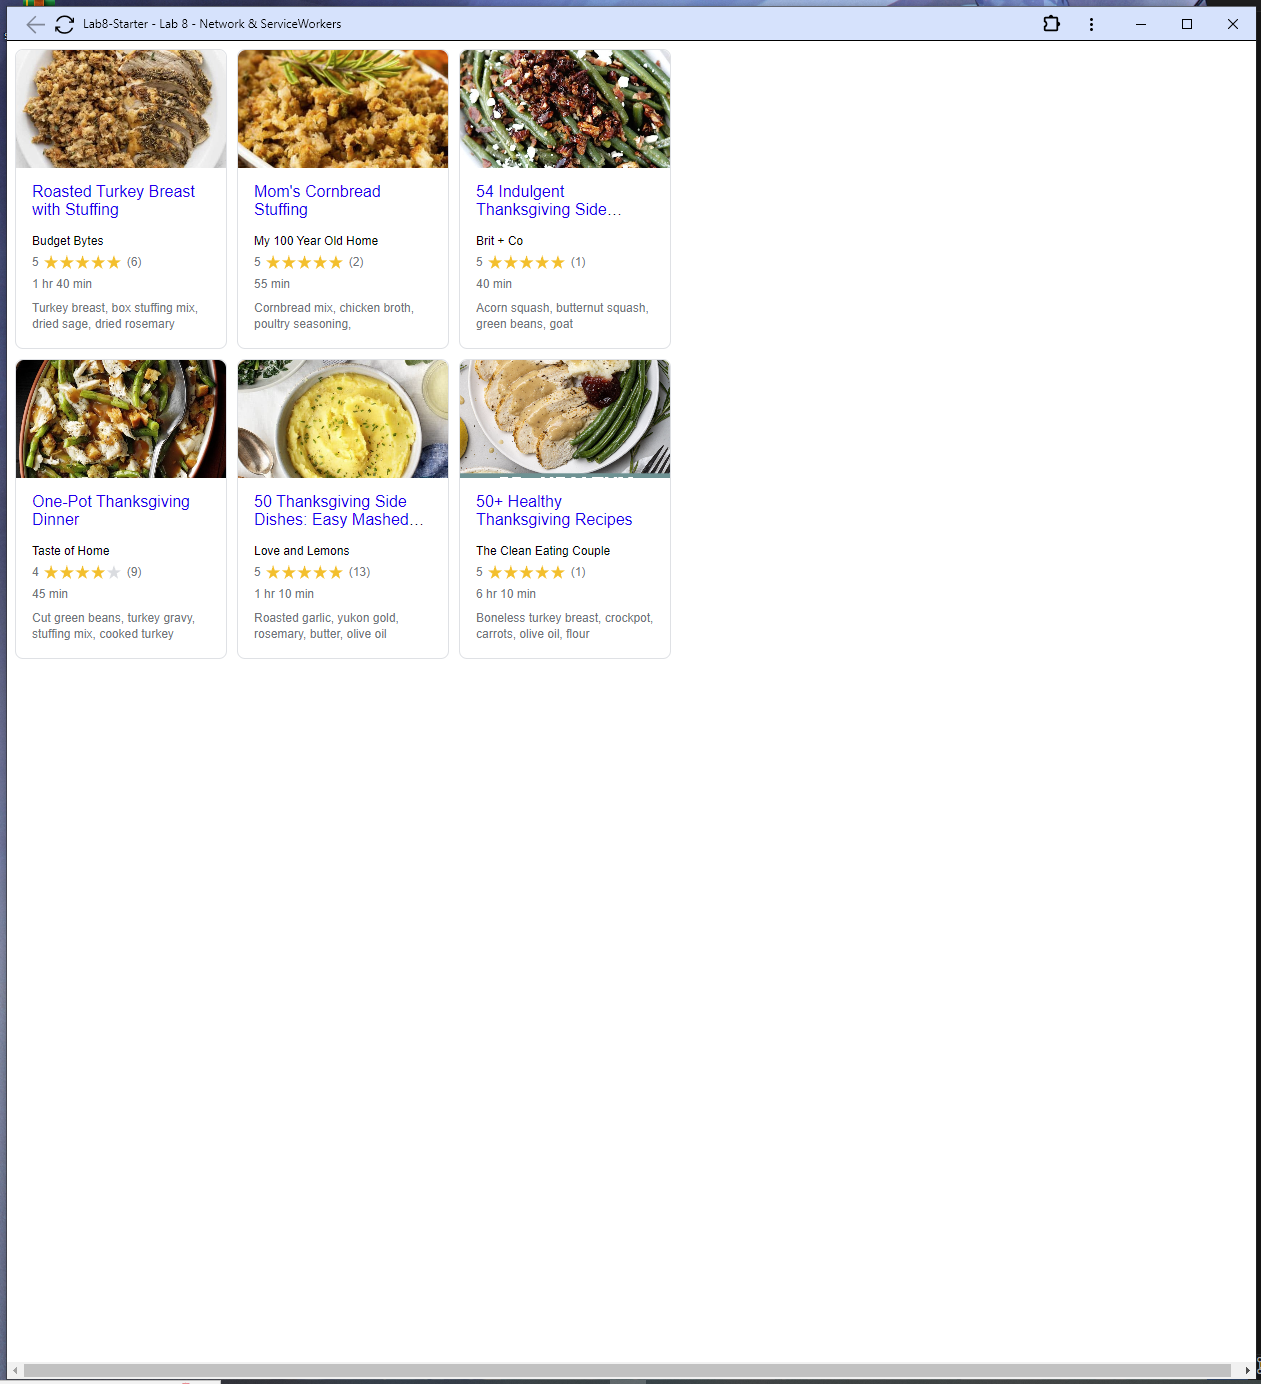 Lab8-Starter - Lab 8 - Network & ServiceWorkers
Roasted Turkey Breast
with Stuffing
Budget Bytes
5 (6)
1 hr 40 min
Turkey breast, box stuffing mix,
dried sage, dried rosemary
Mom's Cornbread
Stuffing
My 100 Year Old Home
5 (2)
55 min
Cornbread mix, chicken broth,
poultry seasoning,
54 Indulgent
Thanksgiving Side…
Brit + Co
5 (1)
40 min
Acorn squash, butternut squash,
green beans, goat
One-Pot Thanksgiving
Dinner
Taste of Home
4 (9)
45 min
Cut green beans, turkey gravy,
stuffing mix, cooked turkey
50 Thanksgiving Side
Dishes: Easy Mashed…
Love and Lemons
5 (13)
1 hr 10 min
Roasted garlic, yukon gold,
rosemary, butter, olive oil
50+ Healthy
Thanksgiving Recipes
The Clean Eating Couple
5 (1)
6 hr 10 min
Boneless turkey breast, crockpot,
carrots, olive oil, flour